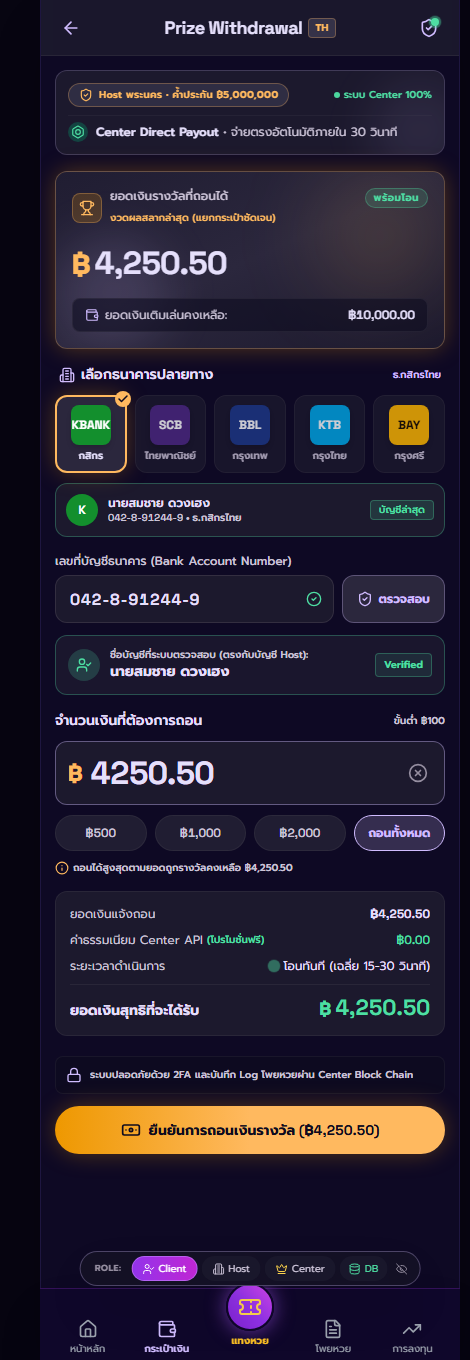 Prize Withdrawal TH
Host พระนคร • ค้ำประกัน ฿5,000,000
ระบบ Center 100%
Center Direct Payout • จ่ายตรงอัตโนมัติภายใน 30 วินาที
ยอดเงินรางวัลที่ถอนได้
พร้อมโอน
งวดผลสลากล่าสุด (แยกกระเป๋าชัดเจน)
฿4,250.50
ยอดเงินเติมเล่นคงเหลือ: ฿10,000.00
เลือกธนาคารปลายทาง
ธ.กสิกรไทย
KBANK SCB BBL KTB BAY
กสิกร ไทยพาณิชย์ กรุงเทพ กรุงไทย กรุงศรี
K
นายสมชาย ดวงเฮง
042-8-91244-9 • ธ.กสิกรไทย
บัญชีล่าสุด
เลขที่บัญชีธนาคาร (Bank Account Number)
042-8-91244-9
ตรวจสอบ
ชื่อบัญชีที่ระบบตรวจสอบ (ตรงกับบัญชี Host):
นายสมชาย ดวงเฮง
Verified
จำนวนเงินที่ต้องการถอน
ขั้นต่ำ ฿100
฿ 4250.50
฿500 ฿1,000 ฿2,000 ถอนทั้งหมด
ถอนได้สูงสุดตามยอดถูกรางวัลคงเหลือ ฿4,250.50
ยอดเงินแจ้งถอน ฿4,250.50
ค่าธรรมเนียม Center API (โปรโมชั่นฟรี) ฿0.00
ระยะเวลาดำเนินการ โอนทันที (เฉลี่ย 15-30 วินาที)
ยอดเงินสุทธิที่จะได้รับ ฿4,250.50
ระบบปลอดภัยด้วย 2FA และบันทึก Log โพยหวยผ่าน Center Block Chain
ยืนยันการถอนเงินรางวัล (฿4,250.50)
ROLE: Client Host Center DB
หน้าหลัก กระเป๋าเงิน แทงหวย โพยหวย การลงทุน